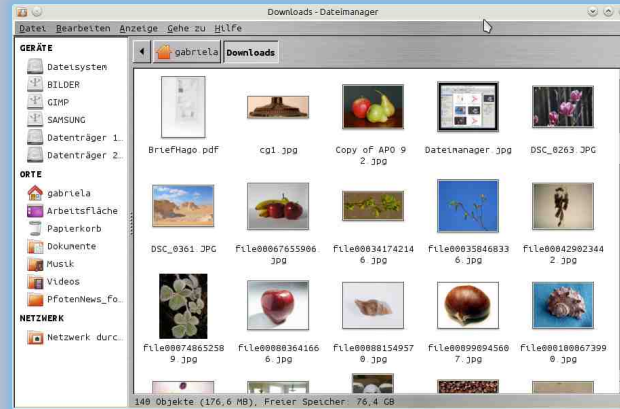 Downloads - Dateimanager
Datei Bearbeiten Anzeige Gehe zu Hilfe
GERÄTE
Dateisystem
BILDER
GIMP
SAMSUNG
Datenträger 1…
Datenträger 2…
ORTE
gabriela
Arbeitsfläche
Papierkorb
Dokumente
Musik
Videos
PfotenNews_fo…
NETZWERK
Netzwerk durc…
gabriela Downloads
BriefHago.pdf cg1.jpg Copy of APO 9 Dateimanager.jpg DSC_0263.JPG
2.jpg
DSC_0361.JPG file00067655906 file00034174214 file00035846833 file00042902344
.jpg 6.jpg 6.jpg 2.jpg
file00074865258 file00080364166 file00088154957 file00099094560 file000100067399
9.jpg 6.jpg 0.jpg 7.jpg 0.jpg
140 Objekte (176,6 MB), Freier Speicher: 76,4 GB